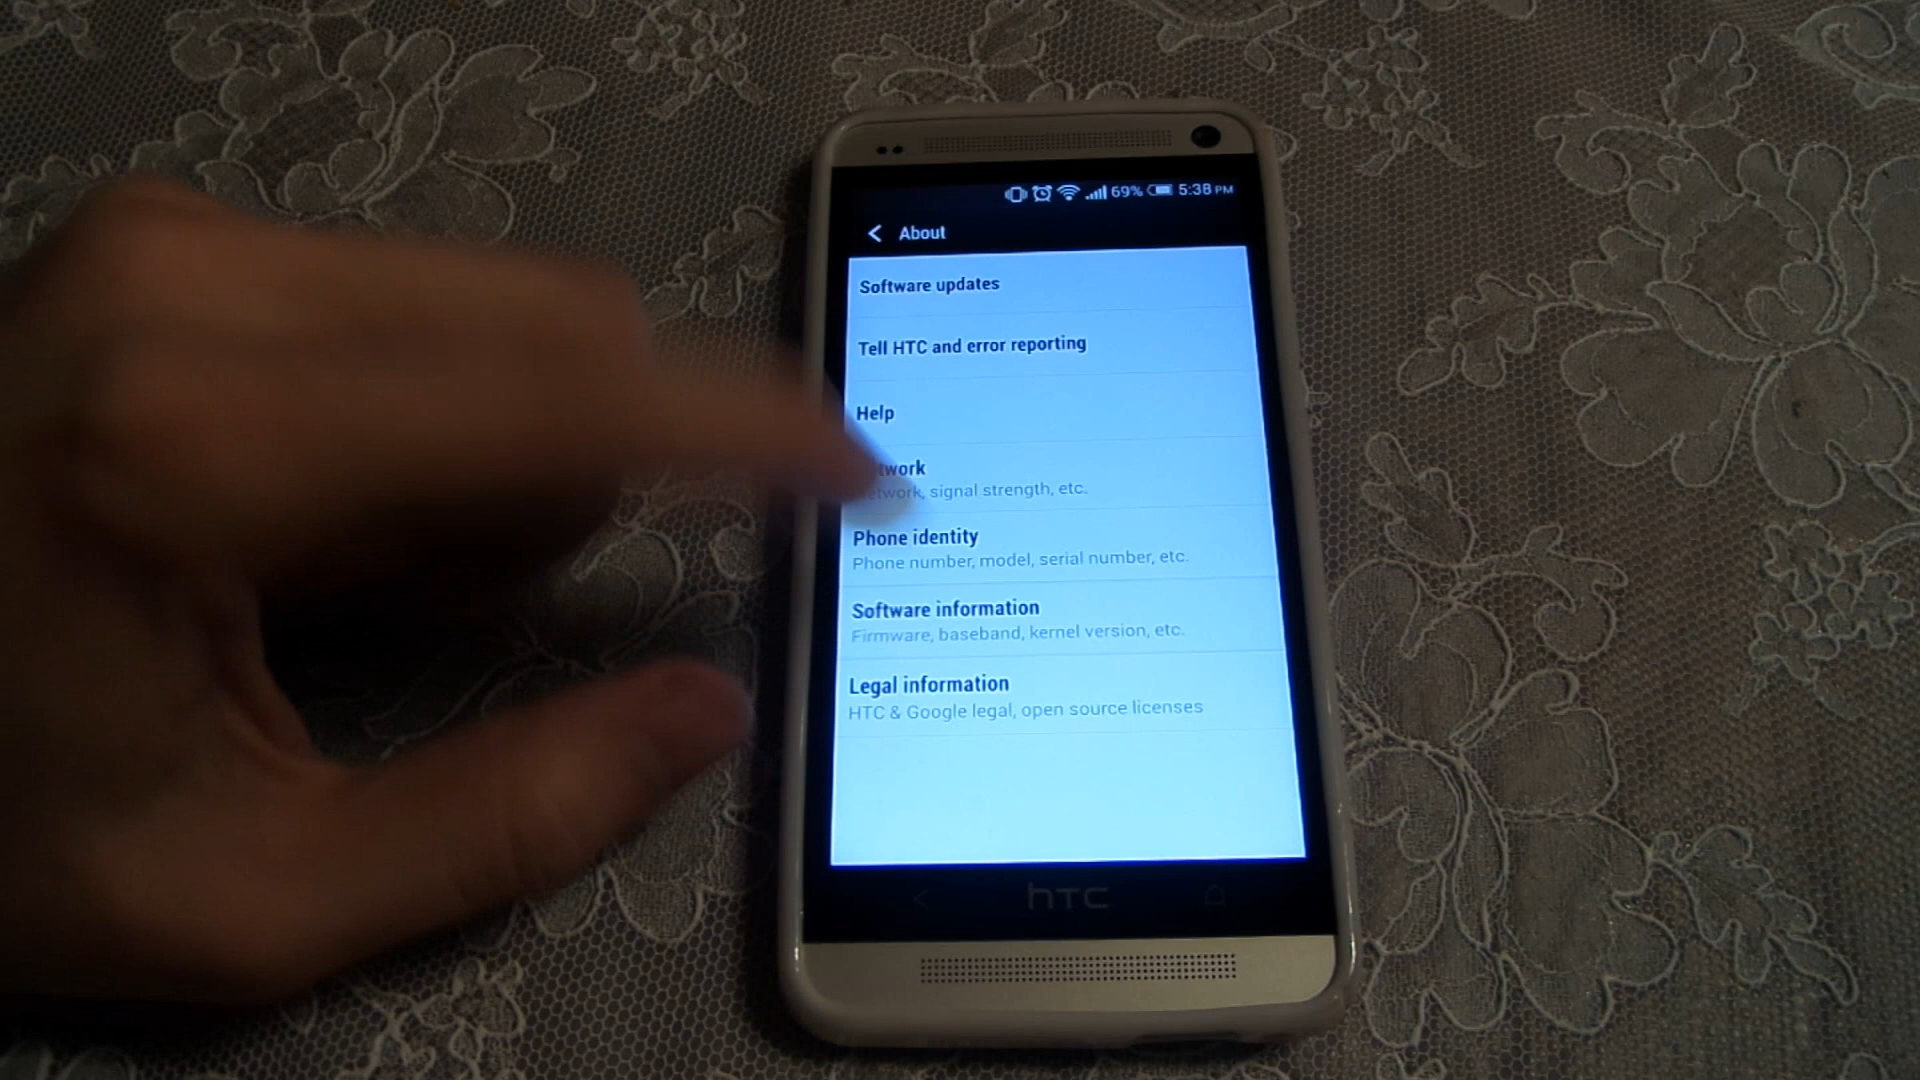 69% 5:38 PM
About
Software updates
Tell HTC and error reporting
Help
Network
Network, signal strength, etc.
Phone identity
Phone number, model, serial number, etc.
Software information
Firmware, baseband, kernel version, etc.
Legal information
HTC & Google legal, open source licenses
hTC